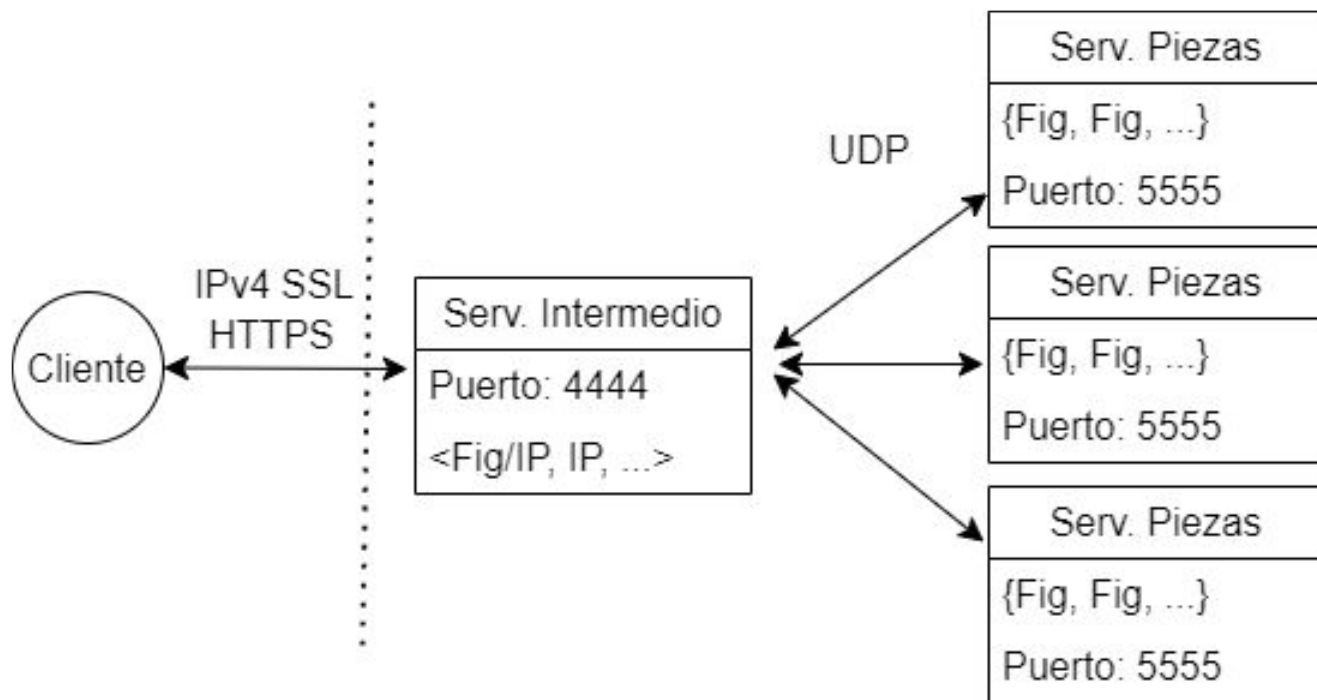 Cliente
IPv4 SSL
HTTPS
Serv. Intermedio
Puerto: 4444
<Fig/IP, IP, ...>
UDP
Serv. Piezas
{Fig, Fig, ...}
Puerto: 5555
Serv. Piezas
{Fig, Fig, ...}
Puerto: 5555
Serv. Piezas
{Fig, Fig, ...}
Puerto: 5555